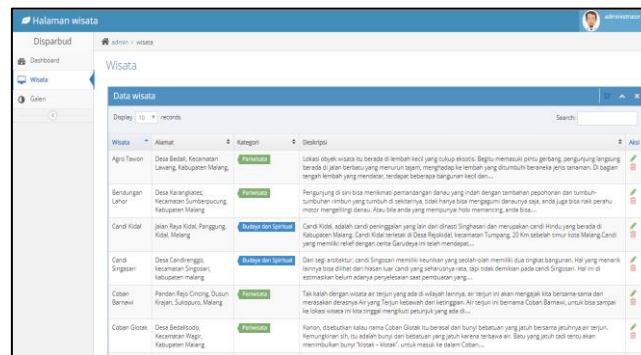 Halaman wisata
administrator
Disparbud
Dashboard
Wisata
Galeri
admin > wisata
Wisata
Data wisata
Display 10 records
Search:
Wisata Alamat Kategori Deskripsi Aksi
Agro Tawon Desa Bedali, Kecamatan Lawang, Kabupaten Malang, Pariwisata Lokasi obyek wisata itu berada di lembah kecil yang cukup eksotis. Begitu memasuki pintu gerbang, pengunjung langsung
berada di jalan berbatu yang menurun tajam, menghadap ke lembah yang ditumbuhi beraneka jenis tanaman. Di bagian
tengah lembah yang mendatar, terdapat beberapa bangunan kecil dan....
Bendungan Lahor Desa Karangkates, Kecamatan Sumberpucung, Kabupaten Malang Pariwisata Pengunjung di sini bisa menikmati pemandangan danau yang indah dengan tambahan pepohonan dan tumbuh-
tumbuhan rimbun yang tumbuh di sekitarnya, tidak hanya bisa mengagumi danaunya saja, anda juga bisa naik perahu
motor mengelilingi danau. Atau bila anda yang mempunyai hobi memancing, anda bisa....
Candi Kidal Jalan Raya Kidal, Panggung, Kidal, Malang Budaya dan Spiritual Candi Kidal, adalah candi peninggalan yang lain dari dinasti Singhasari dan merupakan candi Hindu yang berada di
Kabupaten Malang. Candi Kidal terletak di Desa Rejokidal, kecamatan Tumpang, 20 Km sebelah timur kota Malang.Candi
yang memiliki relief dengan cerita Garudeya ini telah mendapat....
Candi Singosari Desa Candirenggo, kecamatan Singosari, kabupaten malang Budaya dan Spiritual Dari segi arsitektur, candi Singosari memiliki keunikan yang seolah-olah memiliki dua tingkat bangunan. Hal yang menarik
lainnya bisa dilihat dari hiasan luar candi yang seharusnya rata, tapi tidak demikian pada candi Singosari. Hal ini di
estimasikan belum adanya penyelesaian saat pembuatan yang....
Coban Barnawi Pandan Rejo Cinting, Dusun Krajan, Sukopuro, Malang Pariwisata Tak kalah dengan wisata air terjun yang ada di wilayah lainnya, air terjun ini akan mengajak kita bersama-sama dan
merasakan derasnya Air yang Terjun kebawah dari ketinggian. Air terjun ini bernama Coban Barnawi, untuk bisa sampai
ke lokasi wisata ini kita tinggal mengikuti petunjuk yang ada di....
Coban Glotak Desa Bedalisodo, Kecamatan Wagir, Kabupaten Malang Pariwisata Konon, disebutkan kalau nama Coban Glotak itu berasal dari bunyi bebatuan yang jatuh bersama jatuhnya air terjun.
Kemungkinan sih, itu adalah bunyi dari bebatuan yang jatuh karena terbawa air. Batu yang jatuh tadi tentu akan
menimbulkan bunyi "klotak – klotak". untuk masuk ke dalam Coban....